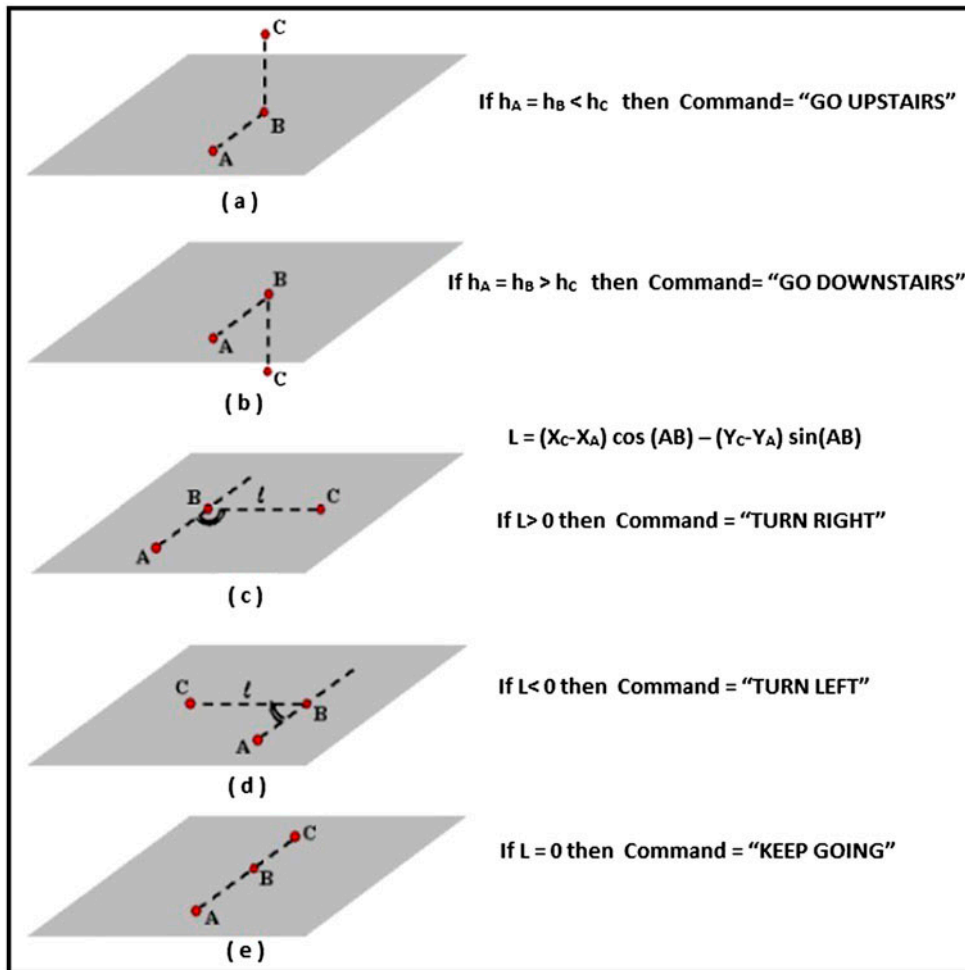 C
If hA = hB < hC then Command= “GO UPSTAIRS”
B
A
( a )
B
If hA = hB > hC then Command= “GO DOWNSTAIRS”
A
C
( b )
L = (XC-XA) cos (AB) – (YC-YA) sin(AB)
B ℓ C
If L> 0 then Command = “TURN RIGHT”
A
( c )
C ℓ
If L< 0 then Command = “TURN LEFT”
B
A
( d )
C
If L = 0 then Command = “KEEP GOING”
B
A
(e)